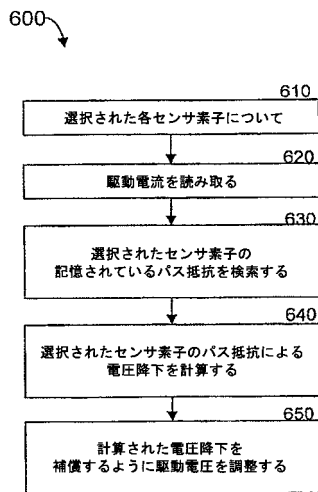 600
610
選択された各センサ素子について
620
駆動電流を読み取る
630
選択されたセンサ素子の
記憶されているパス抵抗を検索する
640
選択されたセンサ素子のパス抵抗による
電圧降下を計算する
650
計算された電圧降下を
補償するように駆動電圧を調整する